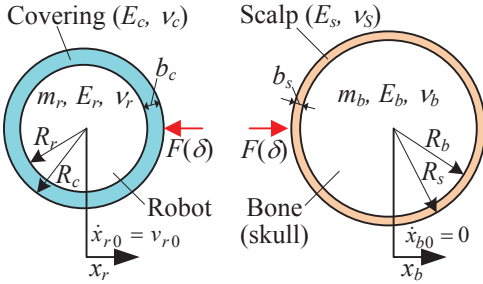 Covering (E_c, ν_c)
b_c
m_r, E_r, ν_r
R_r
R_c
F(δ)
Robot
ẋ_r0 = v_r0
x_r
Scalp (E_s, ν_S)
b_s
m_b, E_b, ν_b
F(δ)
R_b
R_s
Bone
(skull)
ẋ_b0 = 0
x_b